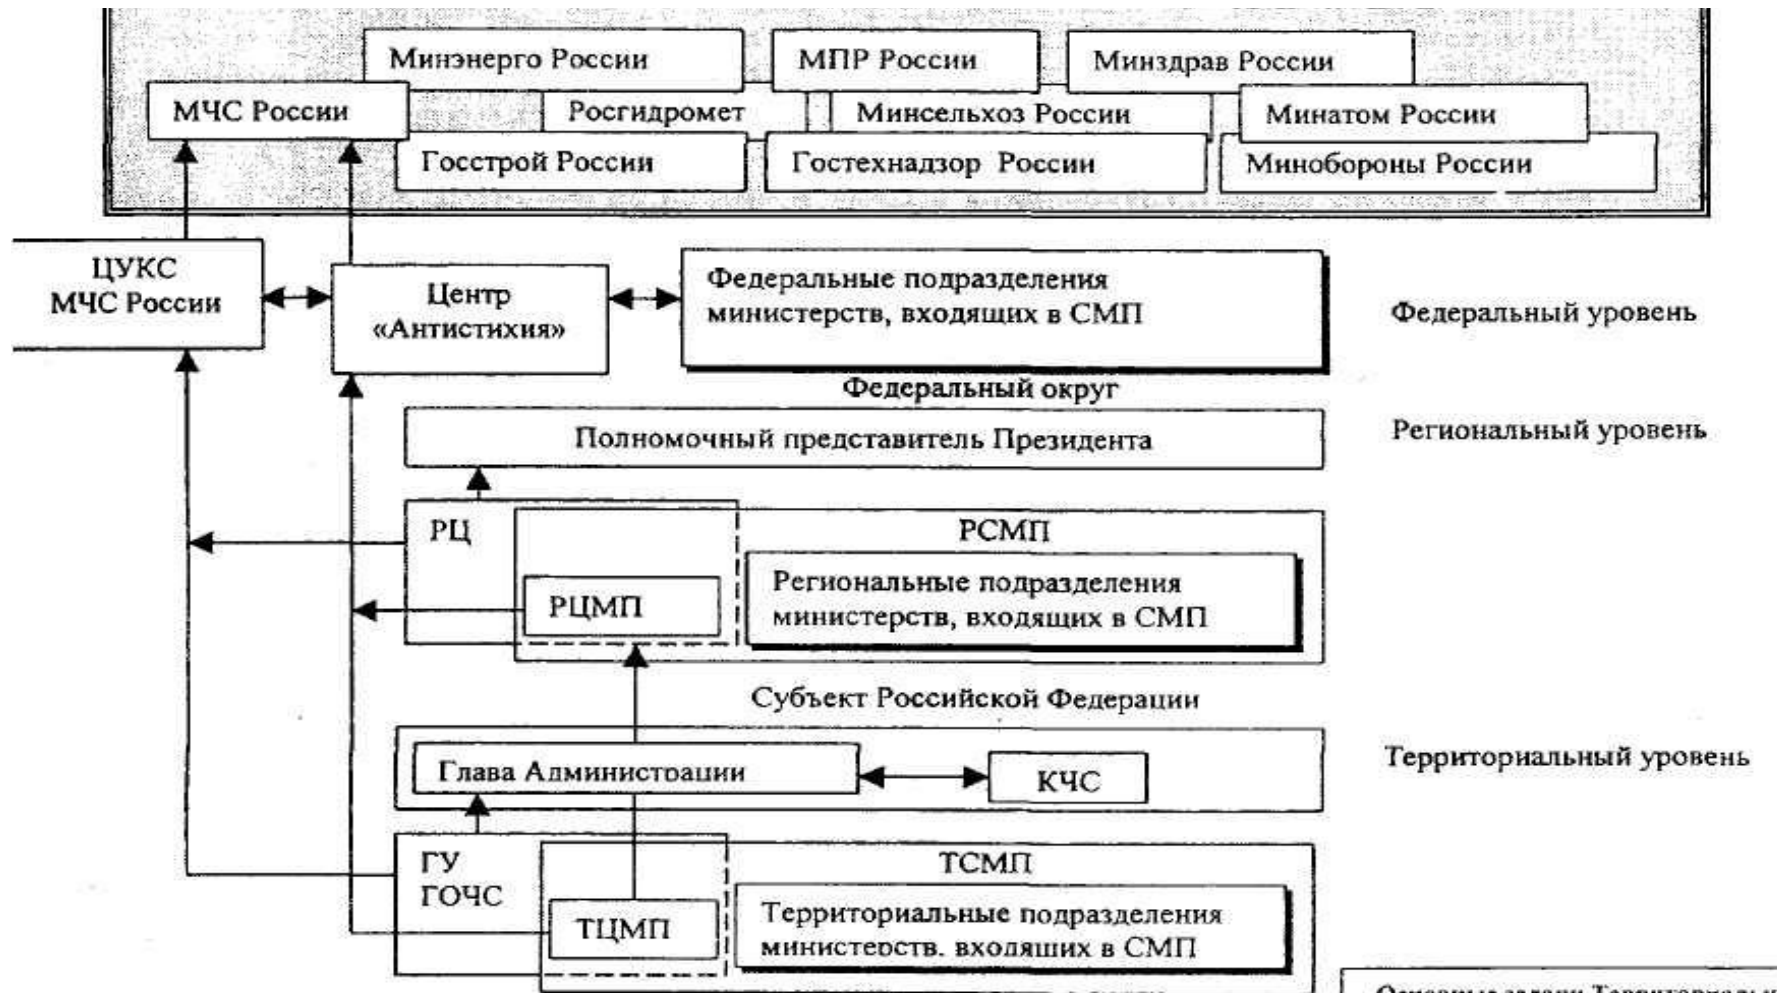 Минэнерго России
МПР России
Минздрав России
МЧС России
Росгидромет
Минсельхоз России
Минатом России
Госстрой России
Гостехнадзор России
Минобороны России
ЦУКС
МЧС России
Центр
«Антистихия»
Федеральные подразделения
министерств, входящих в СМП
Федеральный уровень
Федеральный округ
Полномочный представитель Президента
Региональный уровень
РЦ
РСМП
РЦМП
Региональные подразделения
министерств, входящих в СМП
Субъект Российской Федерации
Глава Администрации
КЧС
Территориальный уровень
ГУ
ГОЧС
ТСМП
ТЦМП
Территориальные подразделения
министерств, входящих в СМП